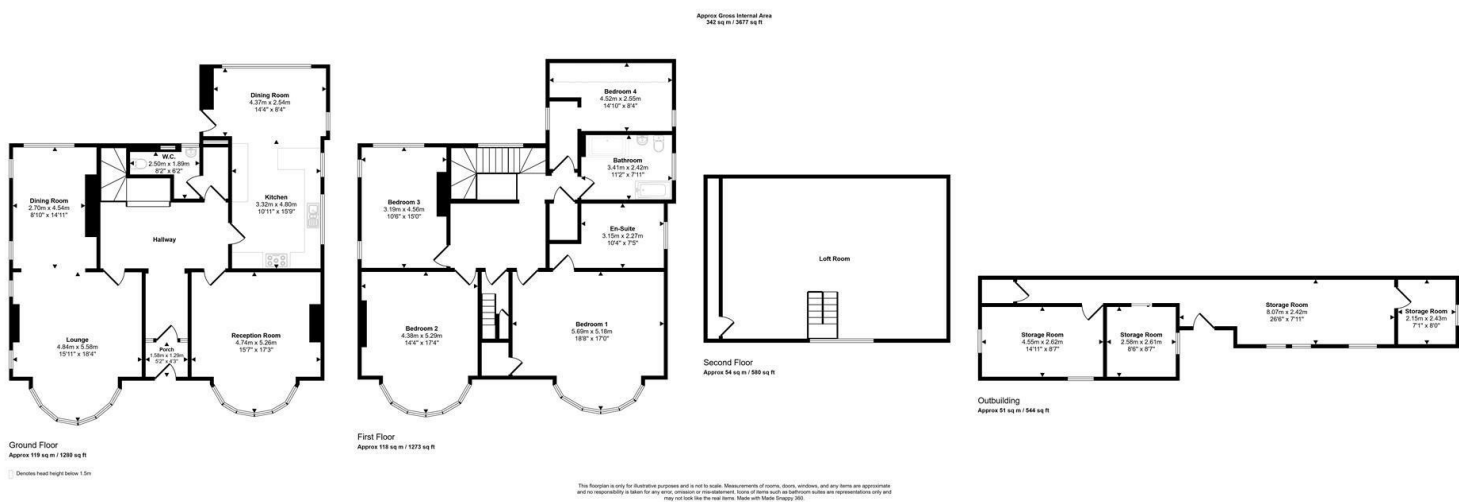 Approx Gross Internal Area
342 sq m / 3677 sq ft
Dining Room
4.37m x 2.54m
14'4" x 8'4"
W.C.
2.50m x 1.89m
8'2" x 6'2"
Dining Room
2.70m x 4.54m
8'10" x 14'11"
Kitchen
3.32m x 4.80m
10'11" x 15'9"
Hallway
Lounge
4.84m x 5.58m
15'11" x 18'4"
Porch
1.58m x 1.29m
5'2" x 4'3"
Reception Room
4.74m x 5.26m
15'7" x 17'3"
Ground Floor
Approx 119 sq m / 1280 sq ft
Denotes head height below 1.5m
Bedroom 4
4.52m x 2.55m
14'10" x 8'4"
Bathroom
3.41m x 2.42m
11'2" x 7'11"
Bedroom 3
3.19m x 4.56m
10'6" x 15'0"
En-Suite
3.15m x 2.27m
10'4" x 7'5"
Bedroom 2
4.38m x 5.29m
14'4" x 17'4"
Bedroom 1
5.69m x 5.18m
18'8" x 17'0"
First Floor
Approx 118 sq m / 1273 sq ft
Loft Room
Second Floor
Approx 54 sq m / 580 sq ft
Storage Room
8.07m x 2.42m
26'6" x 7'11"
Storage Room
2.15m x 2.43m
7'1" x 8'0"
Storage Room
4.55m x 2.62m
14'11" x 8'7"
Storage Room
2.58m x 2.61m
8'6" x 8'7"
Outbuilding
Approx 51 sq m / 544 sq ft
This floorplan is only for illustrative purposes and is not to scale. Measurements of rooms, doors, windows, and any items are approximate
and no responsibility is taken for any error, omission or mis-statement. Icons of items such as bathroom suites are representations only and
may not look like the real items. Made with Made Snappy 360.